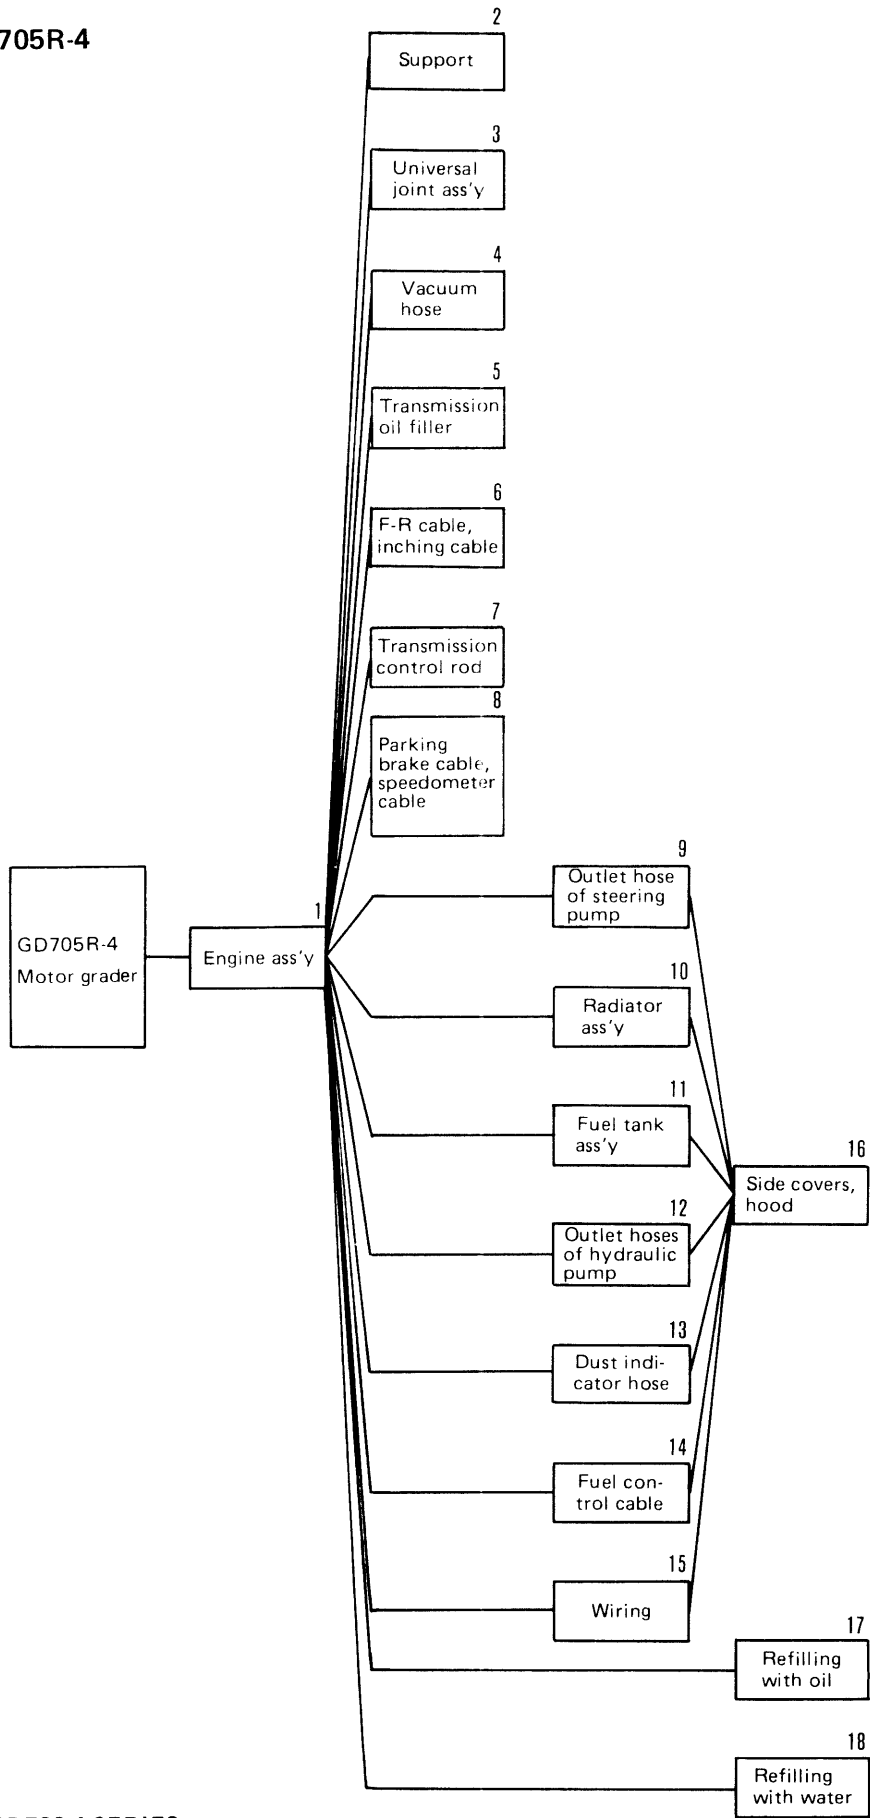 705R-4
2
Support
3
Universal
joint ass'y
4
Vacuum
hose
5
Transmission
oil filler
6
F-R cable,
inching cable
7
Transmission
control rod
8
Parking
brake cable,
speedometer
cable
GD705R-4
Motor grader
1
Engine ass'y
9
Outlet hose
of steering
pump
10
Radiator
ass'y
11
Fuel tank
ass'y
12
Outlet hoses
of hydraulic
pump
13
Dust indi-
cator hose
14
Fuel con-
trol cable
15
Wiring
16
Side covers,
hood
17
Refilling
with oil
18
Refilling
with water